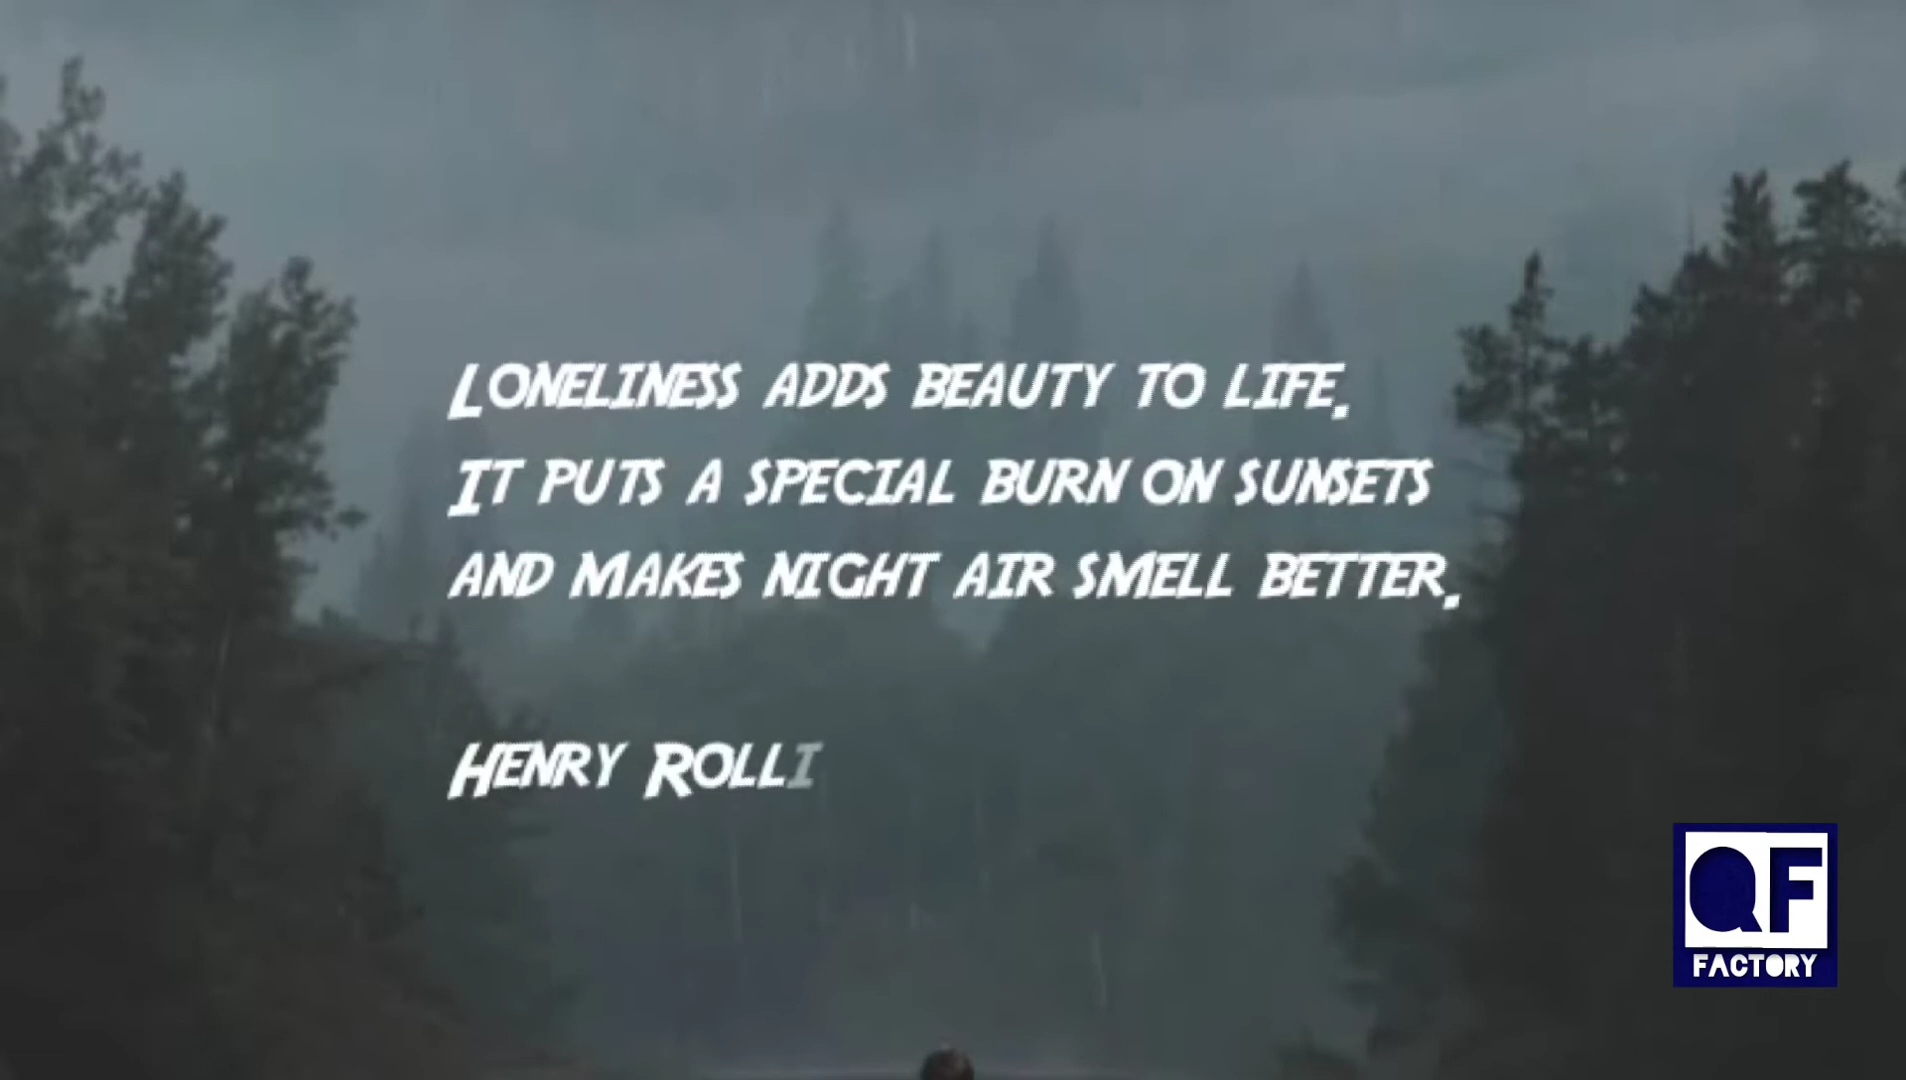 Loneliness adds beauty to life.
It puts a special burn on sunsets
and makes night air smell better.
Henry Rolli
QF
FACTORY